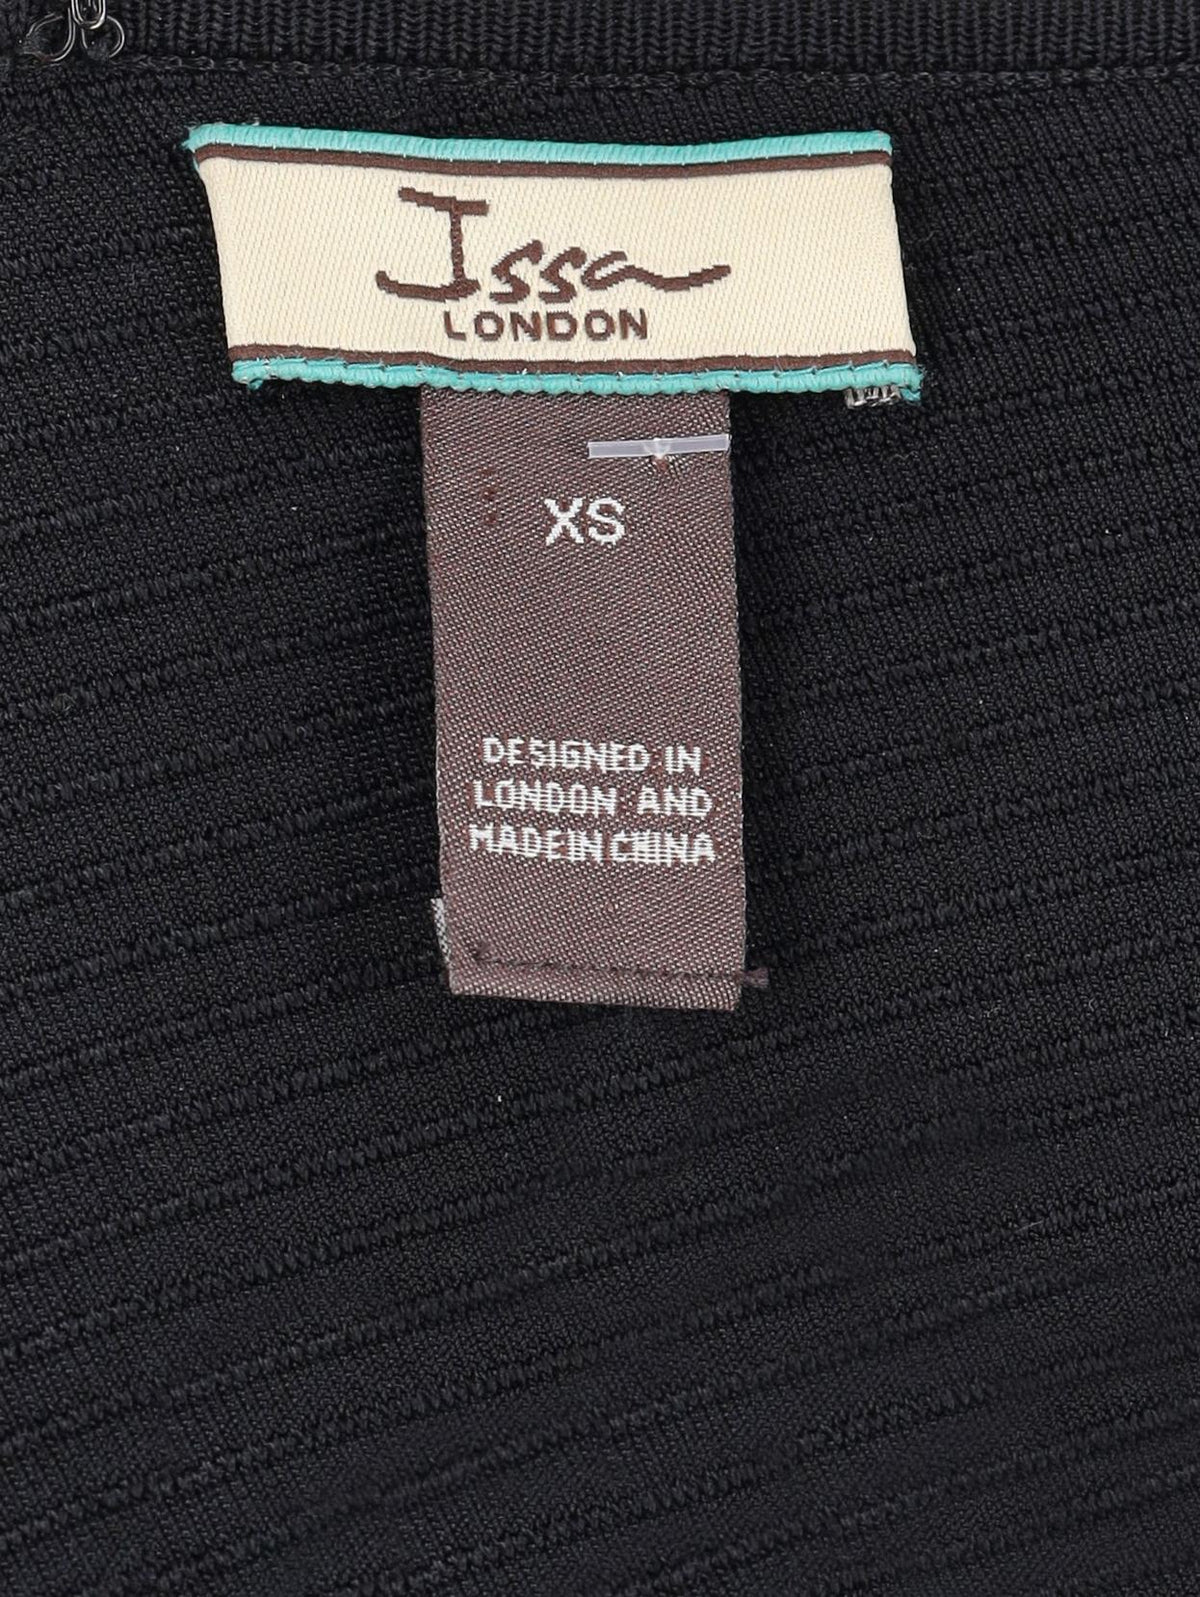 Issa
LONDON
XS
DESIGNED IN
LONDON AND
MADE IN CHINA